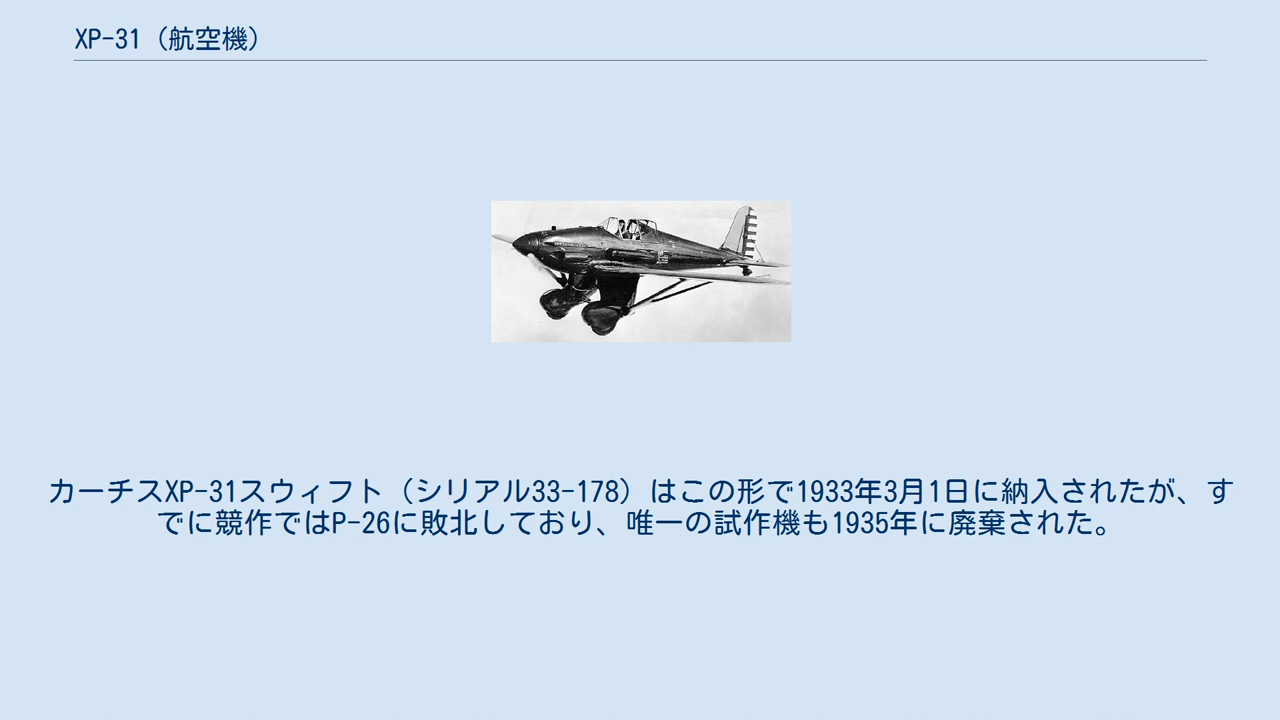 XP-31（航空機）
カーチスXP-31スウィフト（シリアル33-178）はこの形で1933年3月1日に納入されたが、す
でに競作ではP-26に敗北しており、唯一の試作機も1935年に廃棄された。